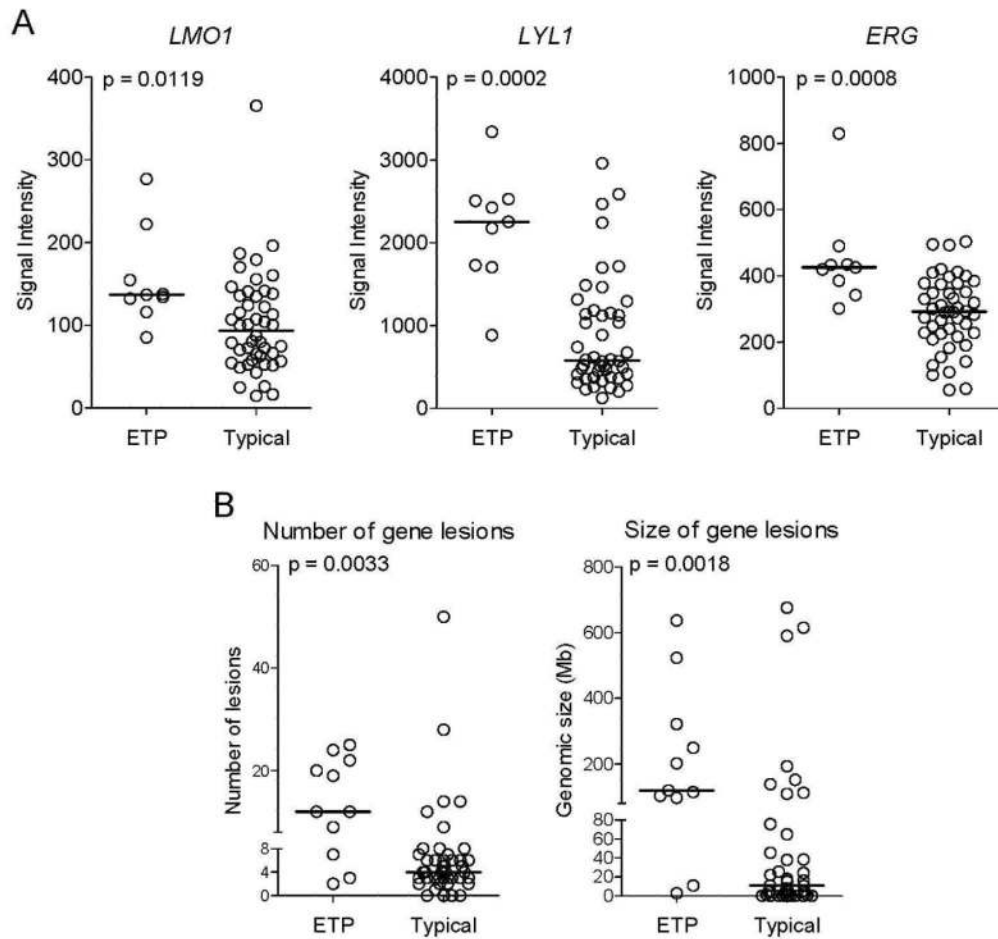 A
LMO1
LYL1
ERG
p = 0.0119
p = 0.0002
p = 0.0008
Signal Intensity
400
300
200
100
0
ETP
Typical
Signal Intensity
4000
3000
2000
1000
0
ETP
Typical
Signal Intensity
1000
800
600
400
200
0
ETP
Typical
B
Number of gene lesions
Size of gene lesions
p = 0.0033
p = 0.0018
Number of lesions
60
40
20
8
4
0
ETP
Typical
Genomic size (Mb)
800
600
400
200
80
60
40
20
0
ETP
Typical